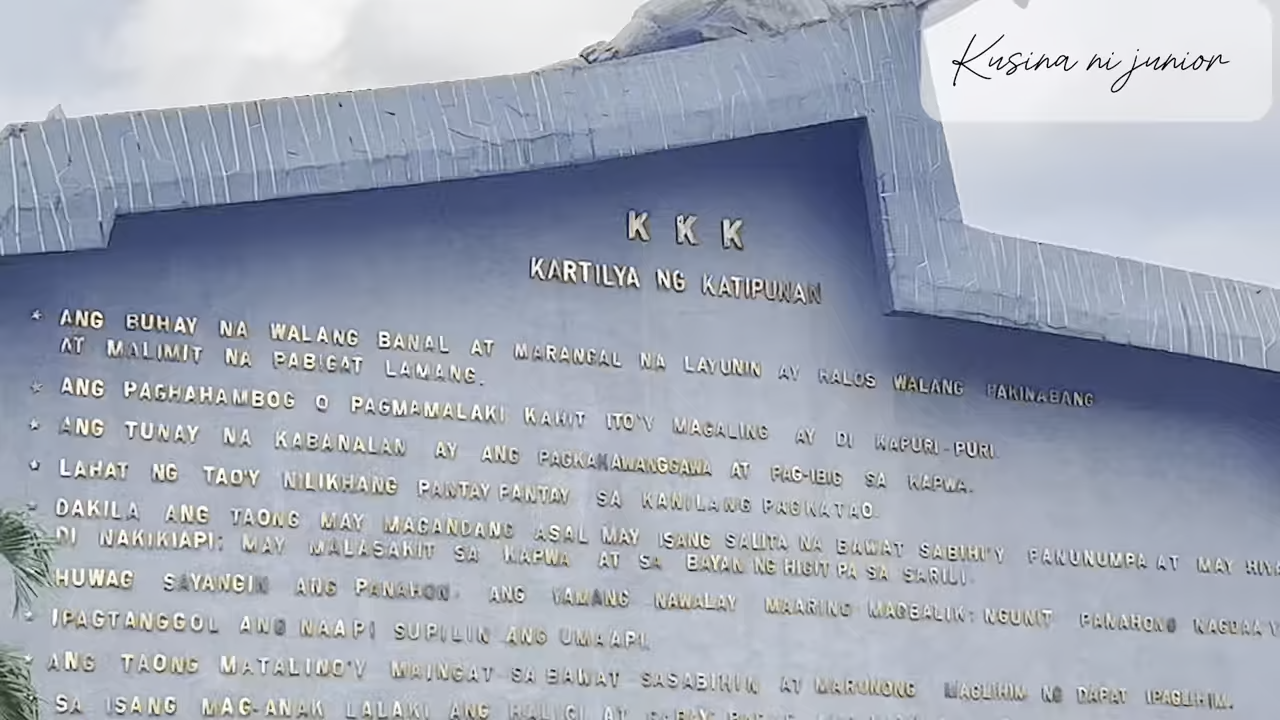 Kusina ni junior
K K K
KARTILYA NG KATIPUNAN
* ANG BUHAY NA WALANG BANAL AT MARANGAL NA LAYUNIN AY HALOS WALANG PAKINABANG
AT MALIMIT NA PABIGAT LAMANG.
* ANG PAGHAHAMBOG O PAGMAMALAKI KAHIT ITO'Y MAGALING AY DI KAPURI-PURI.
* ANG TUNAY NA KABANALAN AY ANG PAGKAKAWANGGAWA AT PAG-IBIG SA KAPWA.
* LAHAT NG TAO'Y NILIKHANG PANTAY PANTAY SA KANILANG PAGKATAO.
* DAKILA ANG TAONG MAY MAGANDANG ASAL MAY ISANG SALITA NA BAWAT SABIHI'Y PANUNUMPA AT MAY
DI NAKIKIAPI; MAY MALASAKIT SA KAPWA AT SA BAYAN NG HIGIT PA SA SARILI.
* HUWAG SAYANGIN ANG PANAHON. ANG YAMANG NAWALAY MAARING MAGBALIK; NGUNIT PANAHONG
* IPAGTANGGOL ANG NAAPI SUPILIN ANG UMAAPI.
* ANG TAONG MATALINO'Y MAINGAT SA BAWAT SASABIHIN AT MARUNONG MAGLIHIM NG DAPAT IPAGLIHIM.
SA ISANG MAG-ANAK LALAKI ANG HALIGI AT